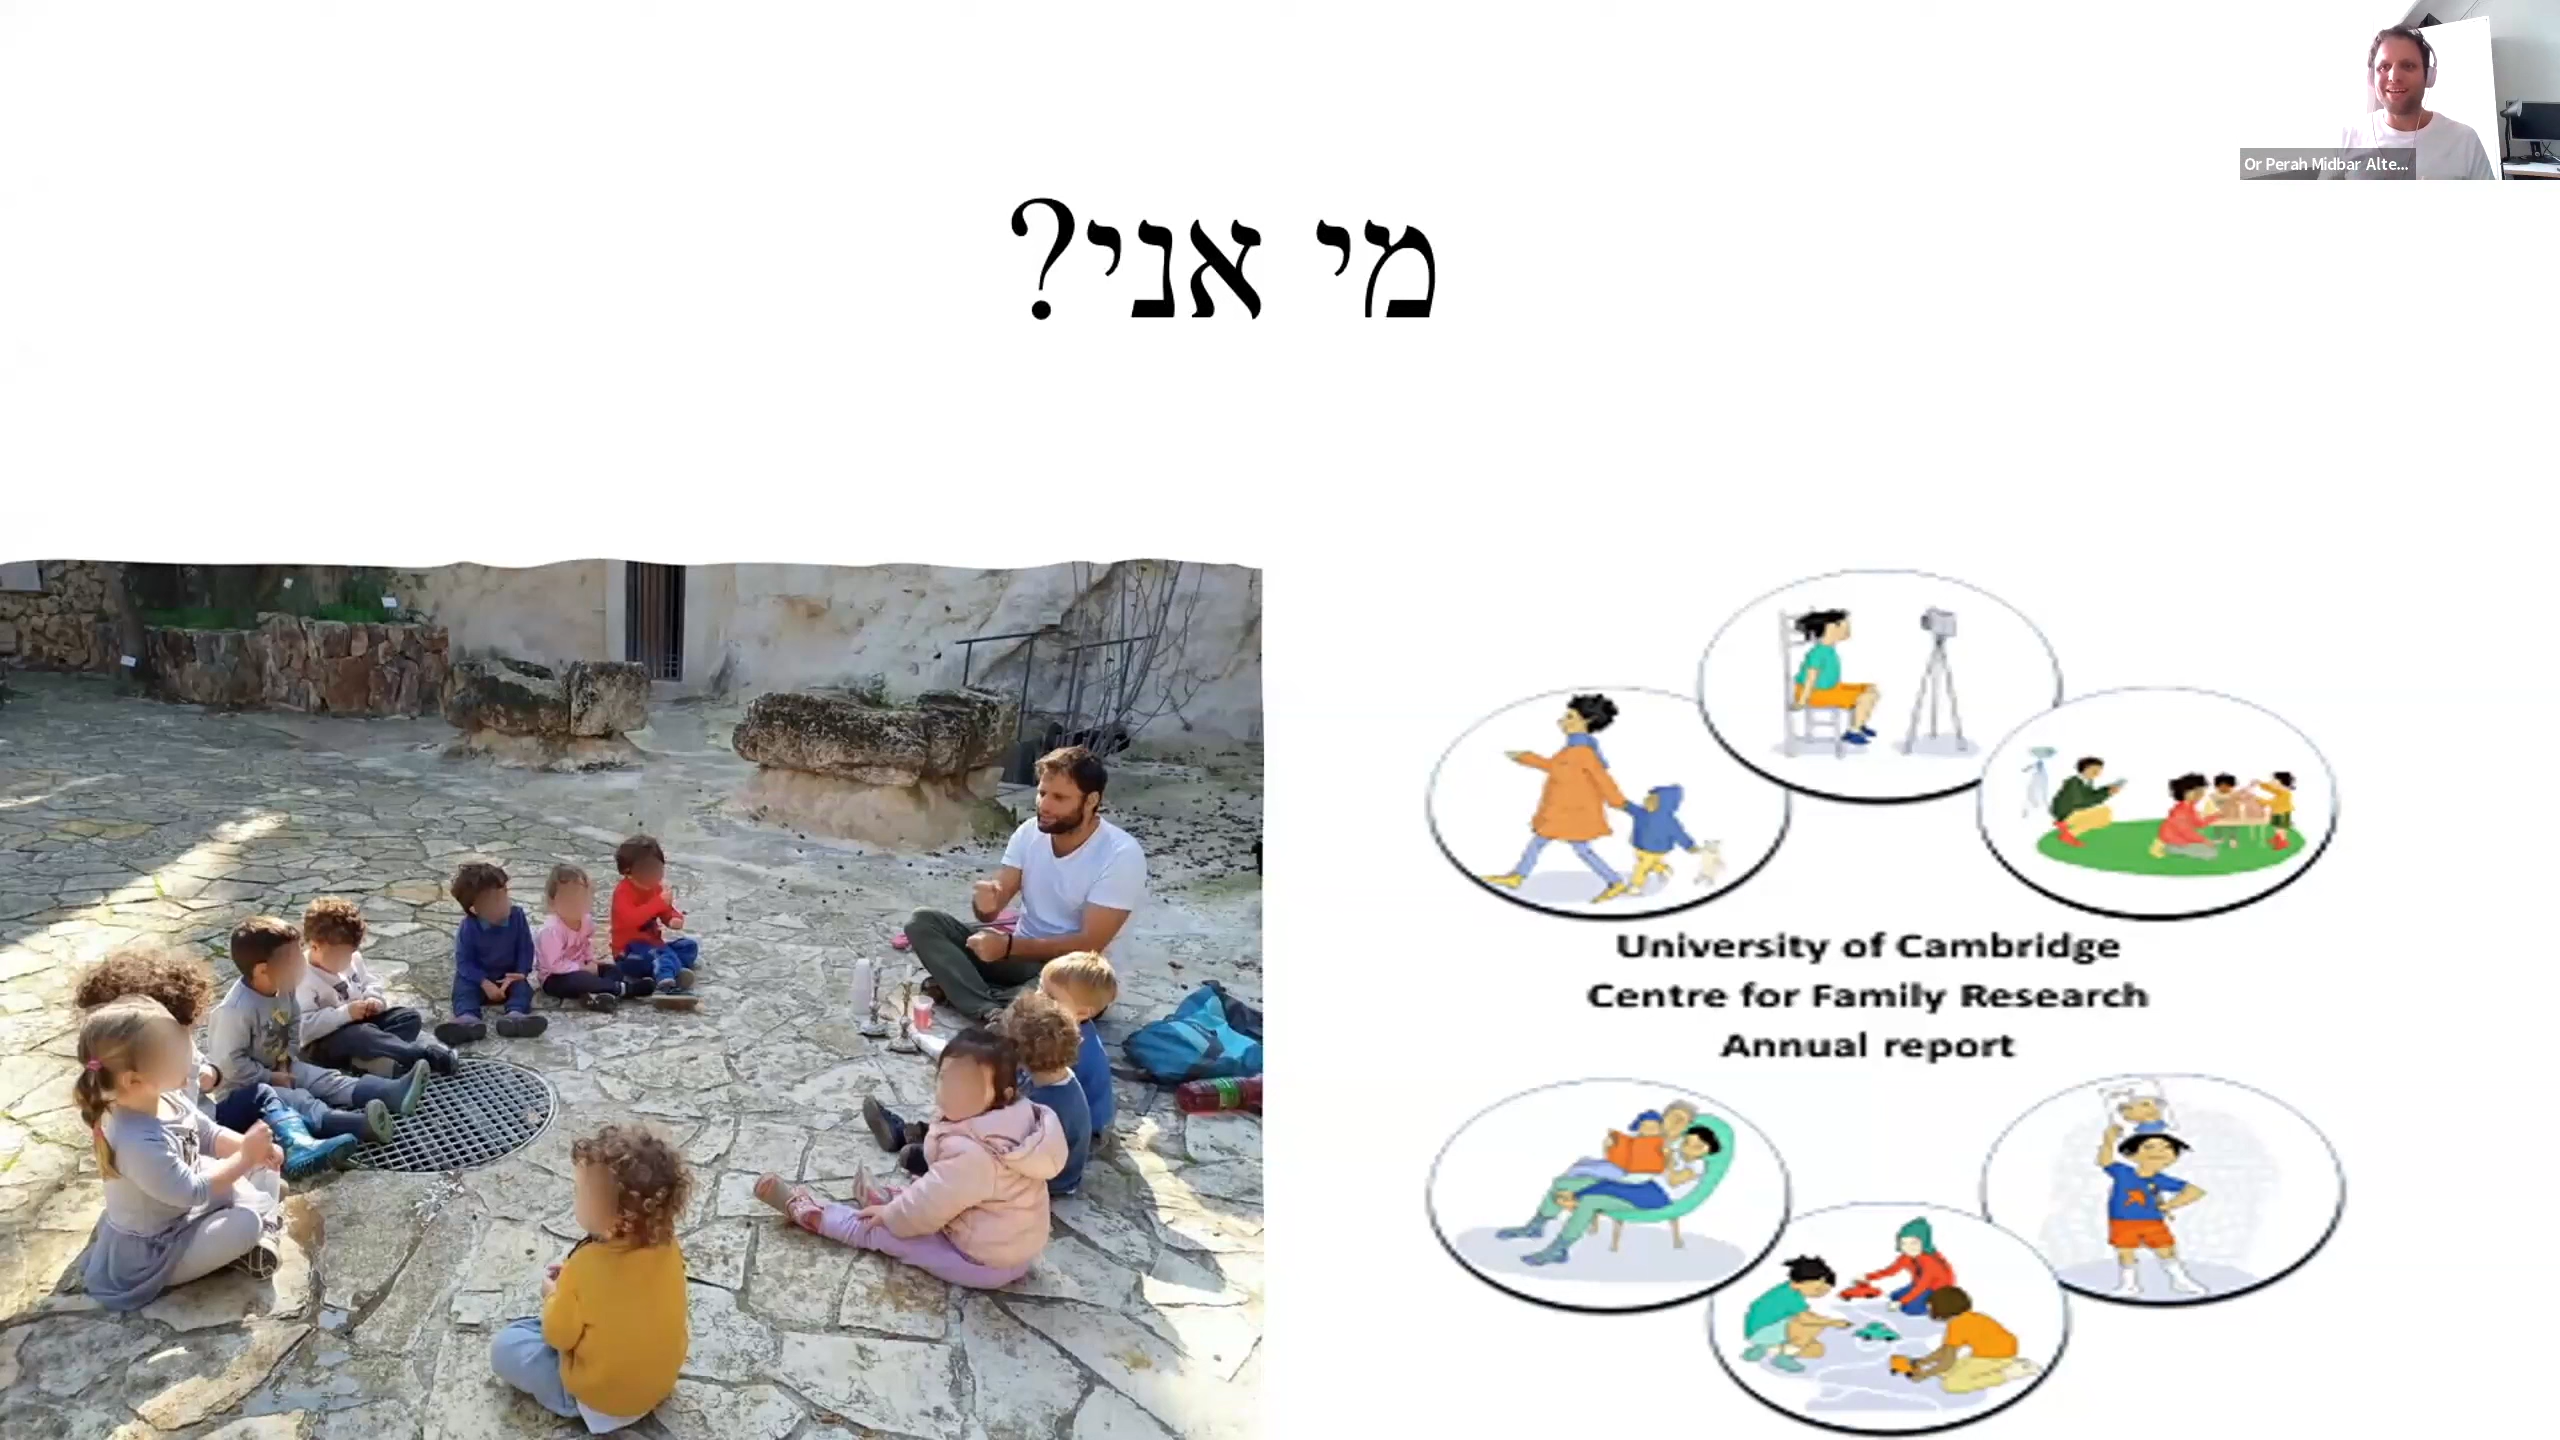 Or Perah Midbar Alte...
מי אני?
University of Cambridge
Centre for Family Research
Annual report